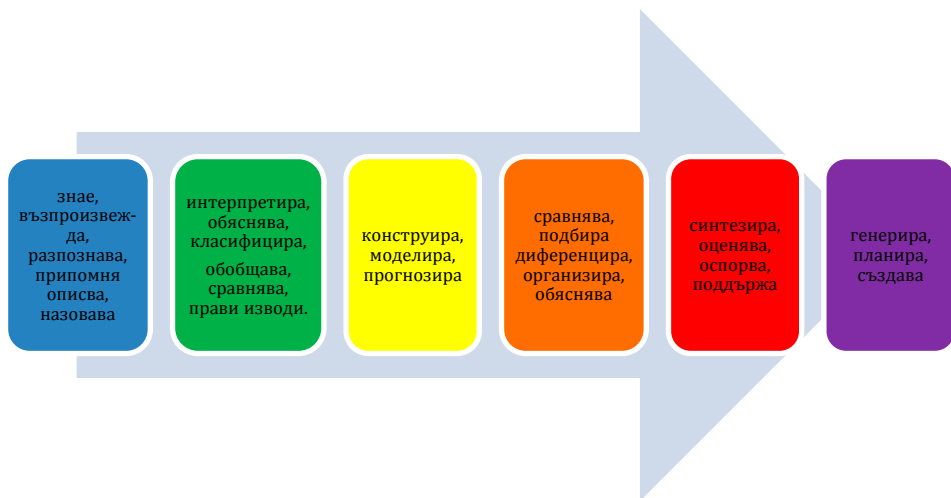 знае,
възпроизвеж-
да,
разпознава,
припомня
описва,
назовава
интерпретира,
обяснява,
класифицира,
обобщава,
сравнява,
прави изводи.
конструира,
моделира,
прогнозира
сравнява,
подбира
диференцира,
организира,
обяснява
синтезира,
оценява,
оспорва,
поддържа
генерира,
планира,
създава